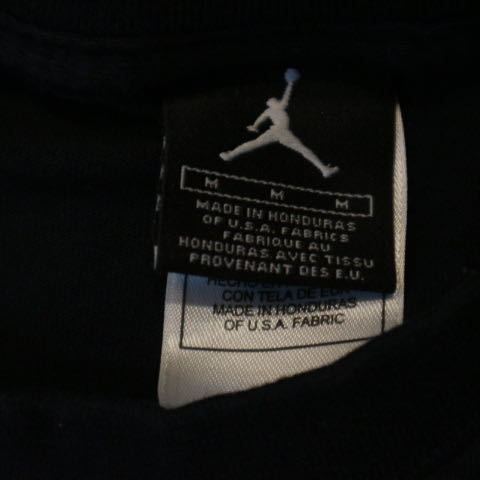 M M M
MADE IN HONDURAS
OF U.S.A. FABRICS
FABRIQUE AU
HONDURAS AVEC TISSU
PROVENANT DES E.U.
HECHO
CON TELA DE
MADE IN HONDURAS
OF U.S.A. FABRIC